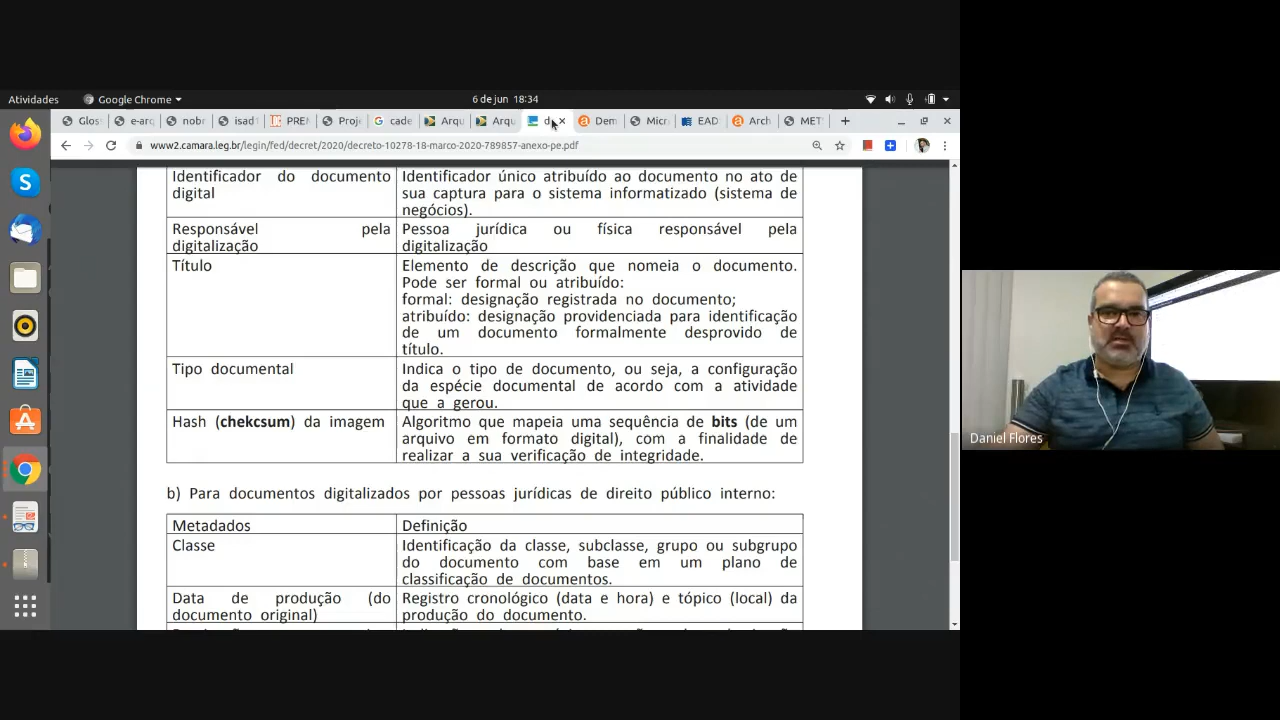 Atividades Google Chrome 6 de jun 18:34
Glos e-arq nobr isad PREM Proje cade Arqu Arqu d Dem Micr EAD Arch MET
www2.camara.leg.br/legin/fed/decret/2020/decreto-10278-18-marco-2020-789857-anexo-pe.pdf
Identificador do documento digital
Identificador único atribuído ao documento no ato de
sua captura para o sistema informatizado (sistema de
negócios).
Responsável pela
digitalização
Pessoa jurídica ou física responsável pela
digitalização
Título
Elemento de descrição que nomeia o documento.
Pode ser formal ou atribuído:
formal: designação registrada no documento;
atribuído: designação providenciada para identificação
de um documento formalmente desprovido de
título.
Tipo documental
Indica o tipo de documento, ou seja, a configuração
da espécie documental de acordo com a atividade
que a gerou.
Hash (chekcsum) da imagem
Algoritmo que mapeia uma sequência de bits (de um
arquivo em formato digital), com a finalidade de
realizar a sua verificação de integridade.
b) Para documentos digitalizados por pessoas jurídicas de direito público interno:
Metadados
Definição
Classe
Identificação da classe, subclasse, grupo ou subgrupo
do documento com base em um plano de
classificação de documentos.
Data de produção (do
documento original)
Registro cronológico (data e hora) e tópico (local) da
produção do documento.
Daniel Flores